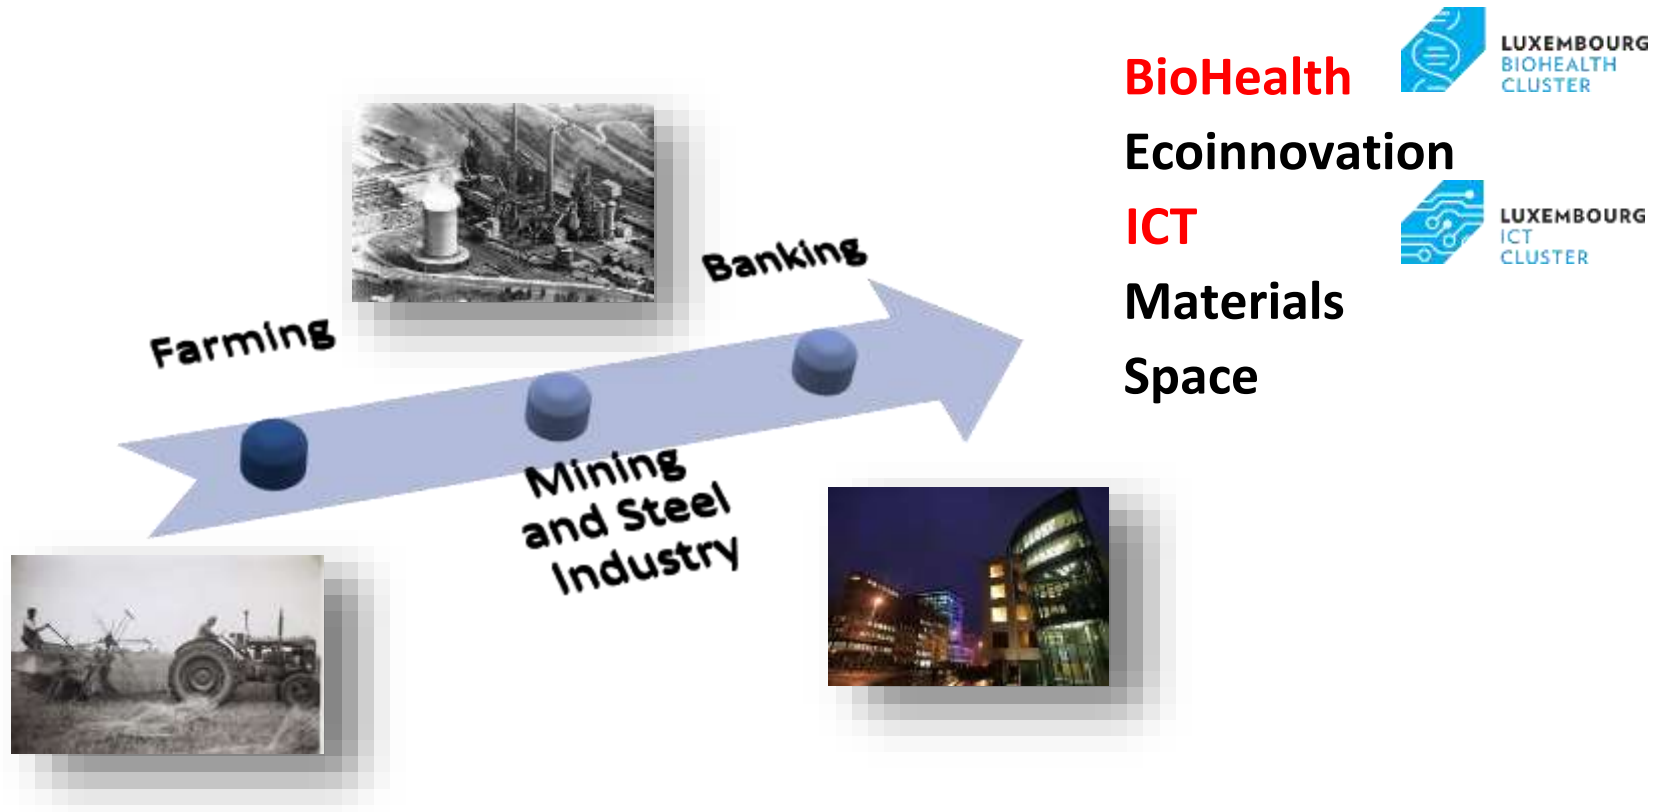 Farming
Mining
and Steel
Industry
Banking
BioHealth
Ecoinnovation
ICT
Materials
Space
LUXEMBOURG
BIOHEALTH
CLUSTER
LUXEMBOURG
ICT
CLUSTER